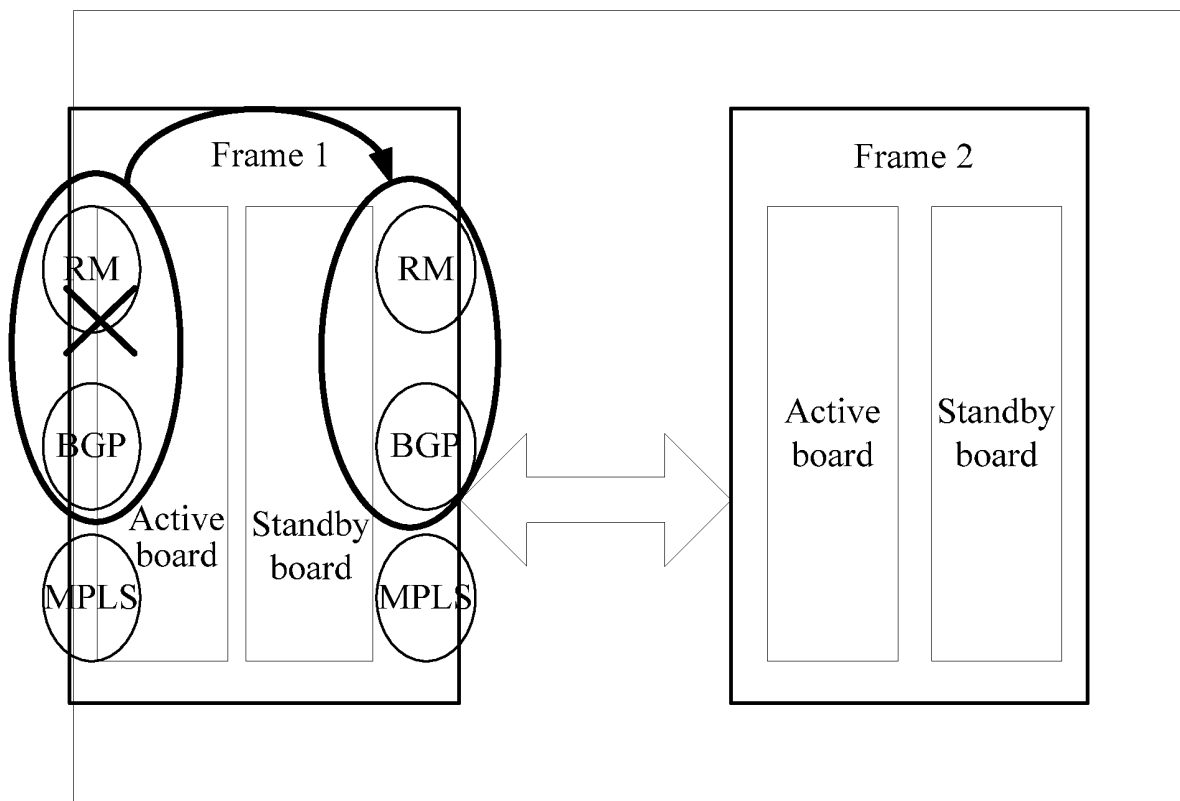 Frame 1
RM
RM
BGP
BGP
Active
board
Standby
board
MPLS
MPLS
Frame 2
Active
board
Standby
board